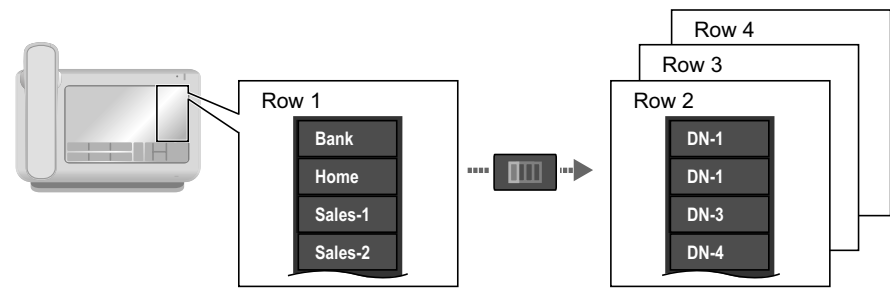 Row 1
Bank
Home
Sales-1
Sales-2
Row 4
Row 3
Row 2
DN-1
DN-1
DN-3
DN-4